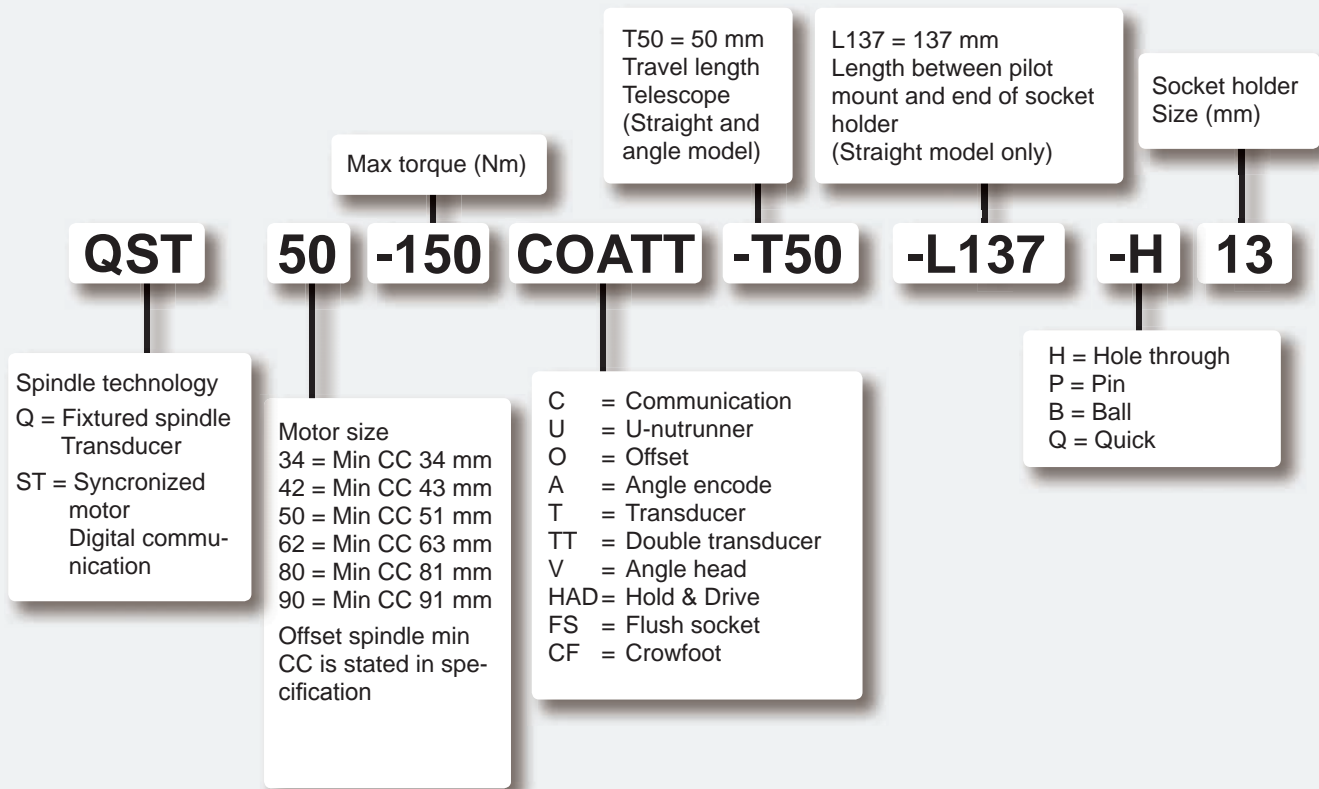 T50 = 50 mm
Travel length
Telescope
(Straight and
angle model)
L137 = 137 mm
Length between pilot
mount and end of socket
holder
(Straight model only)
Socket holder
Size (mm)
Max torque (Nm)
QST 50 -150 COATT -T50 -L137 -H 13
Spindle technology
Q = Fixtured spindle
Transducer
ST = Syncronized
motor
Digital commu-
nication
Motor size
34 = Min CC 34 mm
42 = Min CC 43 mm
50 = Min CC 51 mm
62 = Min CC 63 mm
80 = Min CC 81 mm
90 = Min CC 91 mm
Offset spindle min
CC is stated in spe-
cification
C = Communication
U = U-nutrunner
O = Offset
A = Angle encode
T = Transducer
TT = Double transducer
V = Angle head
HAD = Hold & Drive
FS = Flush socket
CF = Crowfoot
H = Hole through
P = Pin
B = Ball
Q = Quick